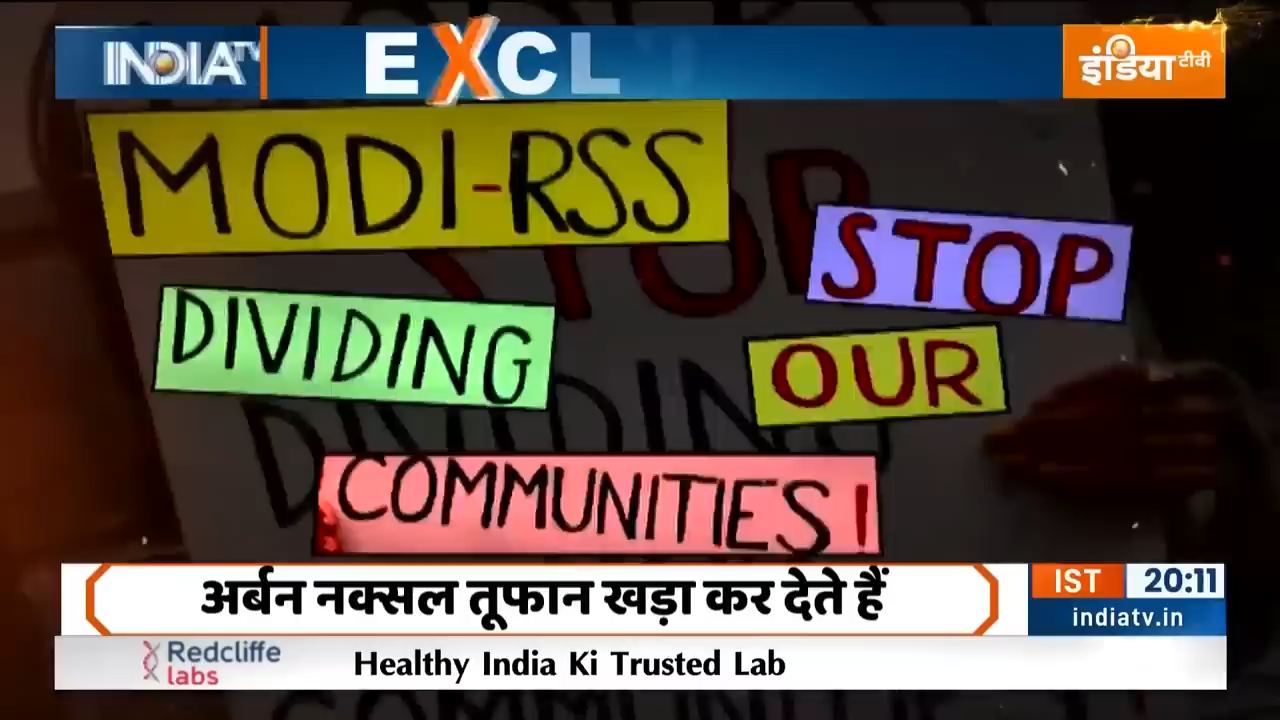 INDIA TV
EXCL
इंडिया टीवी
MODI-RSS
STOP
DIVIDING
OUR
COMMUNITIES!
अर्बन नक्सल तूफान खड़ा कर देते हैं
IST 20:11
indiatv.in
Redcliffe
labs
Healthy India Ki Trusted Lab